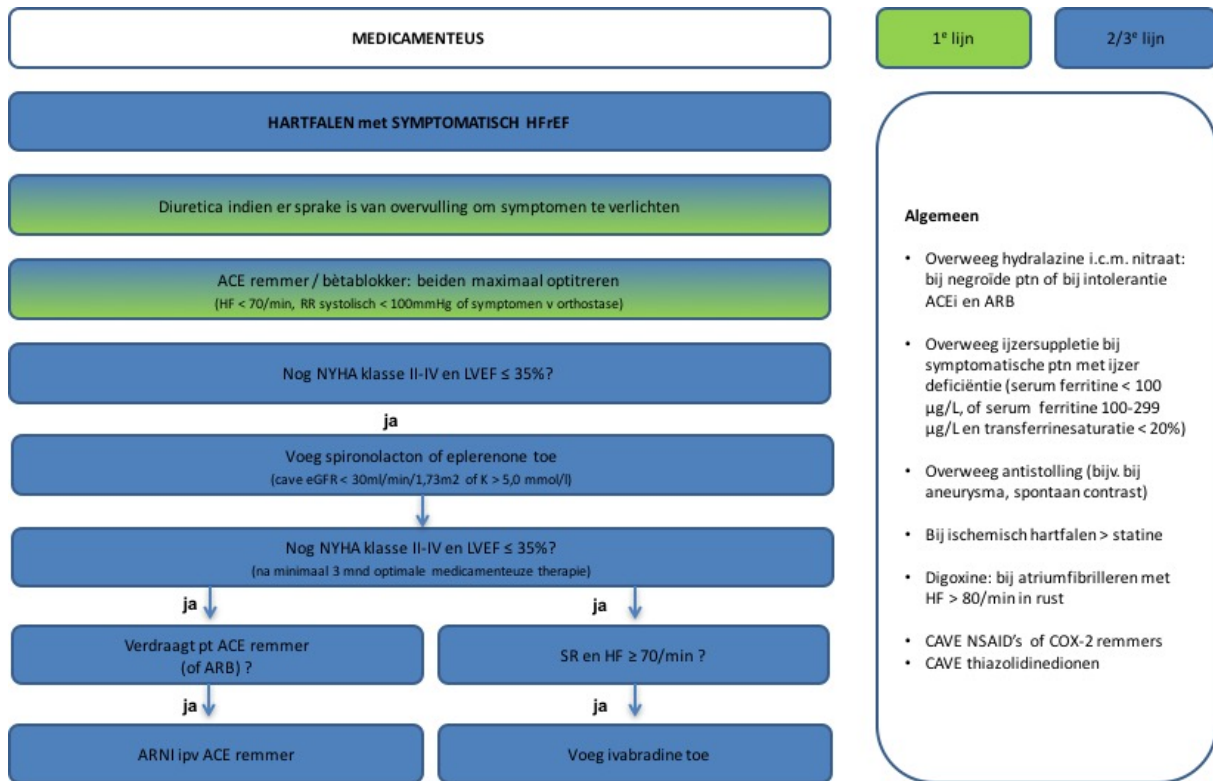 MEDICAMENTEUS
1e lijn
2/3e lijn
HARTFALEN met SYMPTOMATISCH HFrEF
Diuretica indien er sprake is van overvulling om symptomen te verlichten
ACE remmer / bètablokker: beiden maximaal optitreren
(HF < 70/min, RR systolisch < 100mmHg of symptomen v orthostase)
Nog NYHA klasse II-IV en LVEF ≤ 35%?
ja
Voeg spironolacton of eplerenone toe
(cave eGFR < 30ml/min/1,73m2 of K > 5,0 mmol/l)
Nog NYHA klasse II-IV en LVEF ≤ 35%?
(na minimaal 3 mnd optimale medicamenteuze therapie)
ja
ja
Verdraagt pt ACE remmer
(of ARB) ?
SR en HF ≥ 70/min ?
ja
ja
ARNI ipv ACE remmer
Voeg ivabradine toe
Algemeen
• Overweeg hydralazine i.c.m. nitraat:
bij negroïde ptn of bij intolerantie
ACEi en ARB
• Overweeg ijzersuppletie bij
symptomatische ptn met ijzer
deficiëntie (serum ferritine < 100
µg/L, of serum ferritine 100-299
µg/L en transferrinesaturatie < 20%)
• Overweeg antistolling (bijv. bij
aneurysma, spontaan contrast)
• Bij ischemisch hartfalen > statine
• Digoxine: bij atriumfibrilleren met
HF > 80/min in rust
• CAVE NSAID's of COX-2 remmers
• CAVE thiazolidinedionen